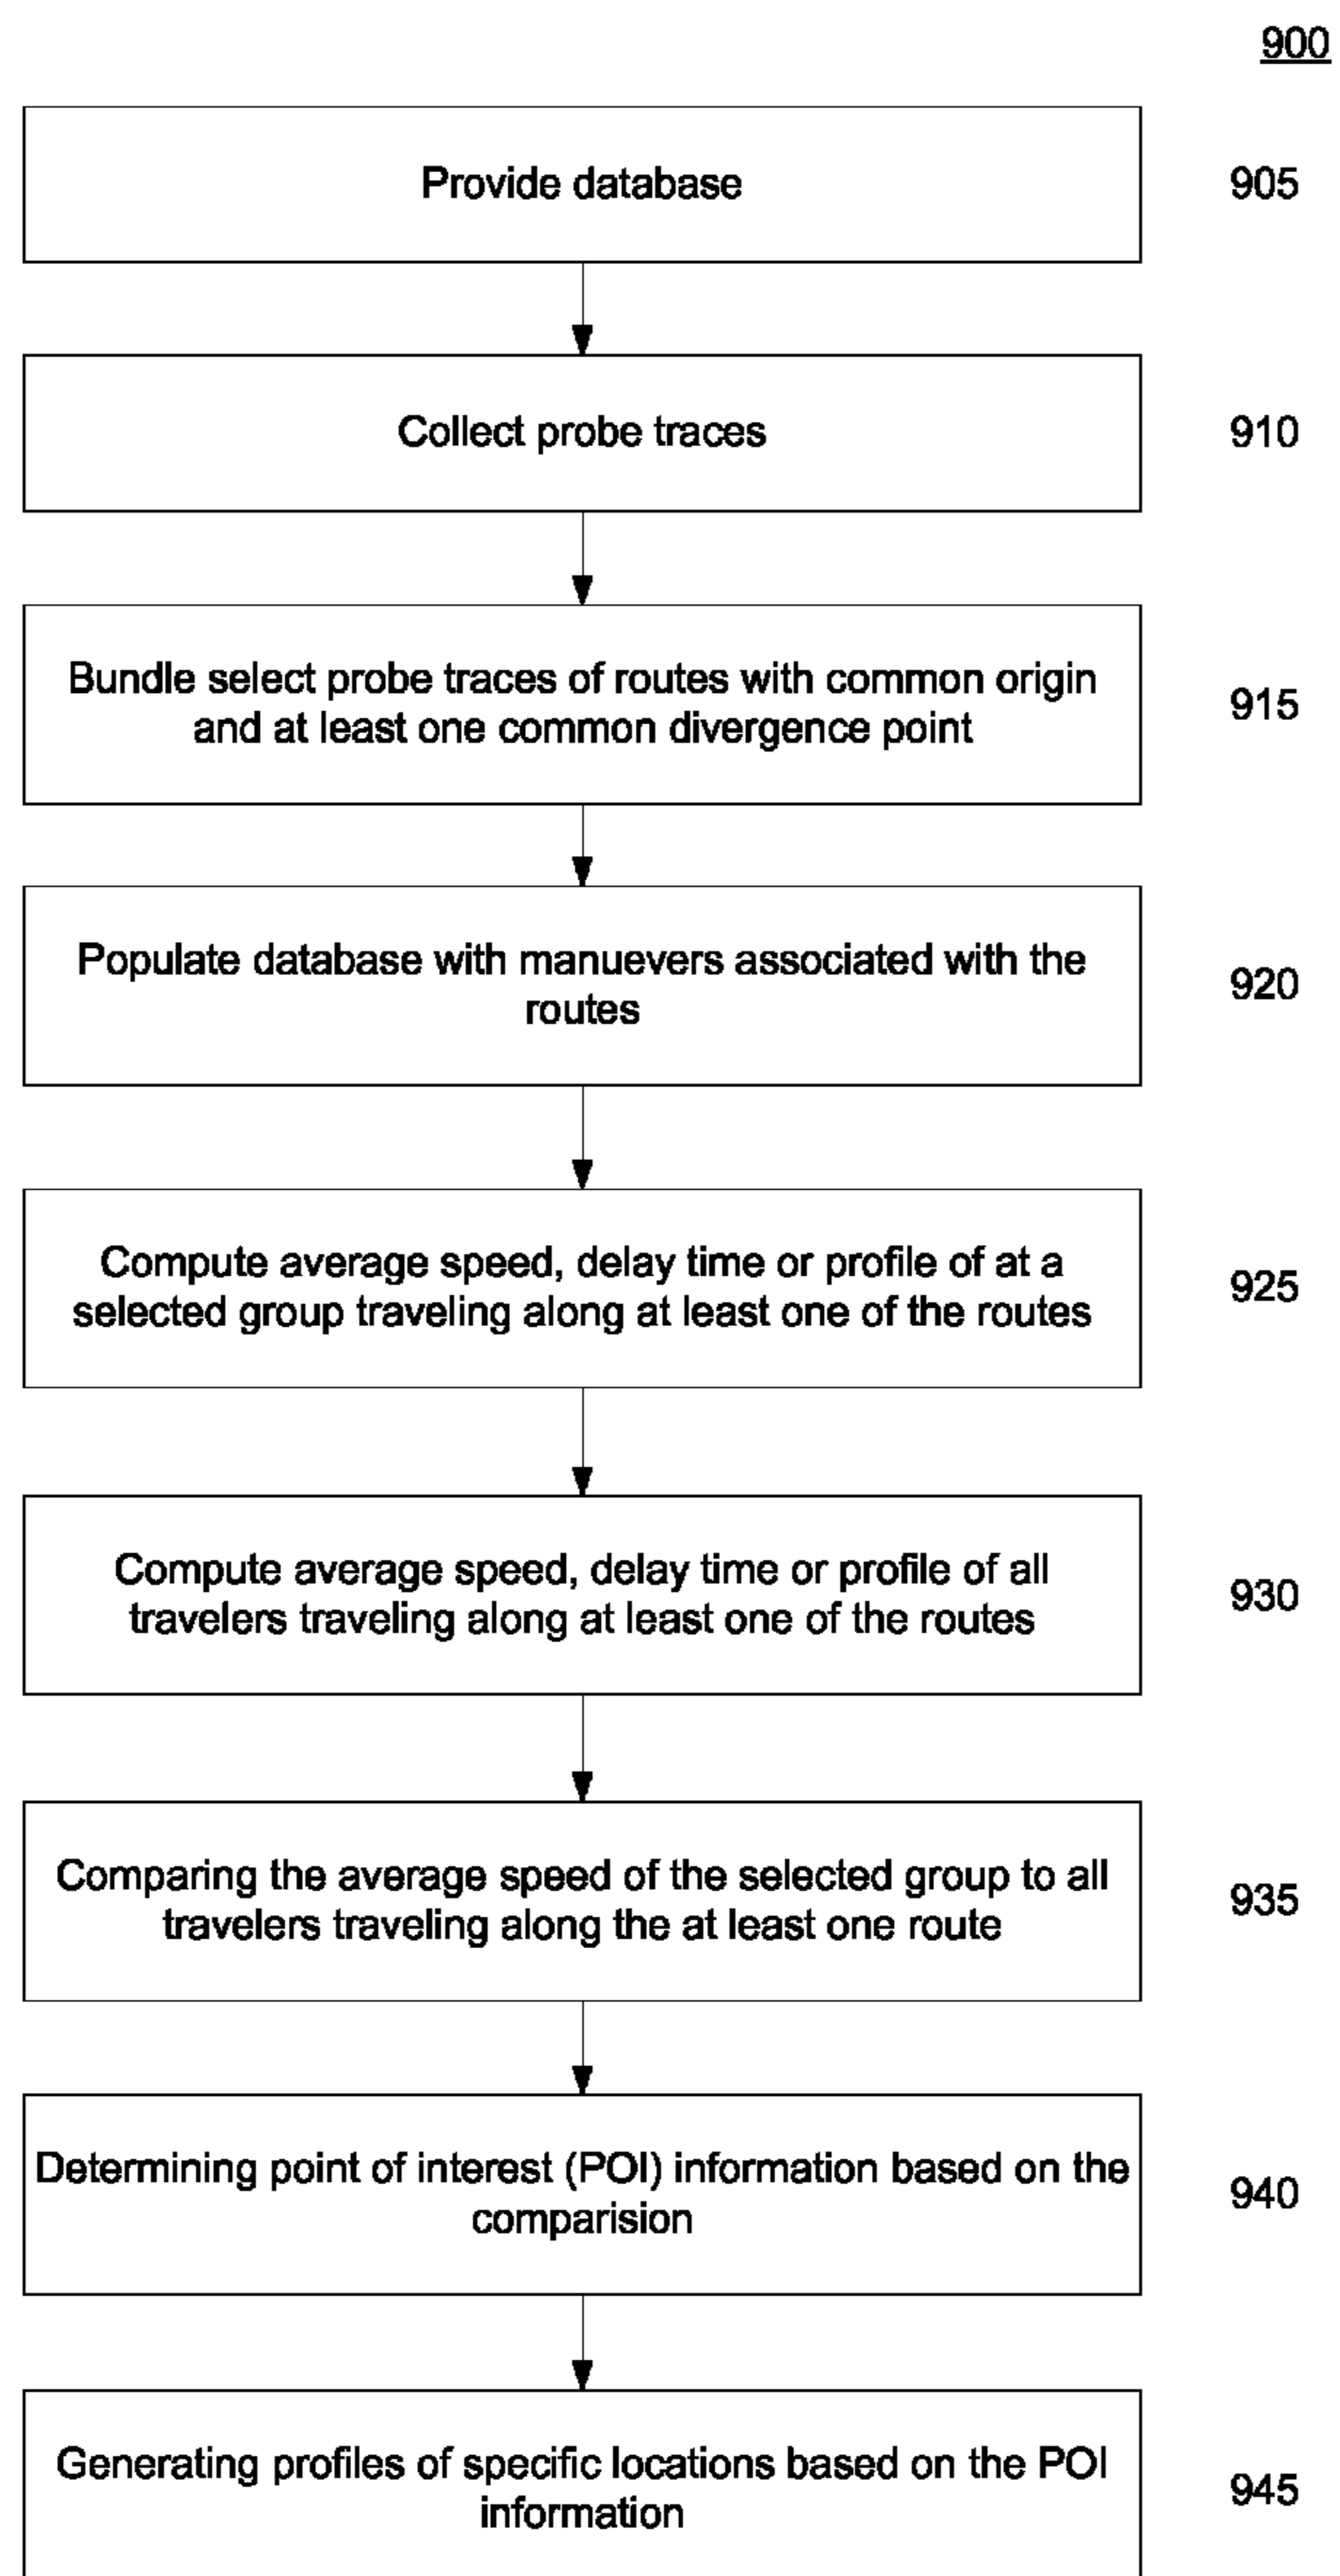 900
Provide database
905
Collect probe traces
910
Bundle select probe traces of routes with common origin
and at least one common divergence point
915
Populate database with manuevers associated with the
routes
920
Compute average speed, delay time or profile of at a
selected group traveling along at least one of the routes
925
Compute average speed, delay time or profile of all
travelers traveling along at least one of the routes
930
Comparing the average speed of the selected group to all
travelers traveling along the at least one route
935
Determining point of interest (POI) information based on the
comparision
940
Generating profiles of specific locations based on the POI
information
945